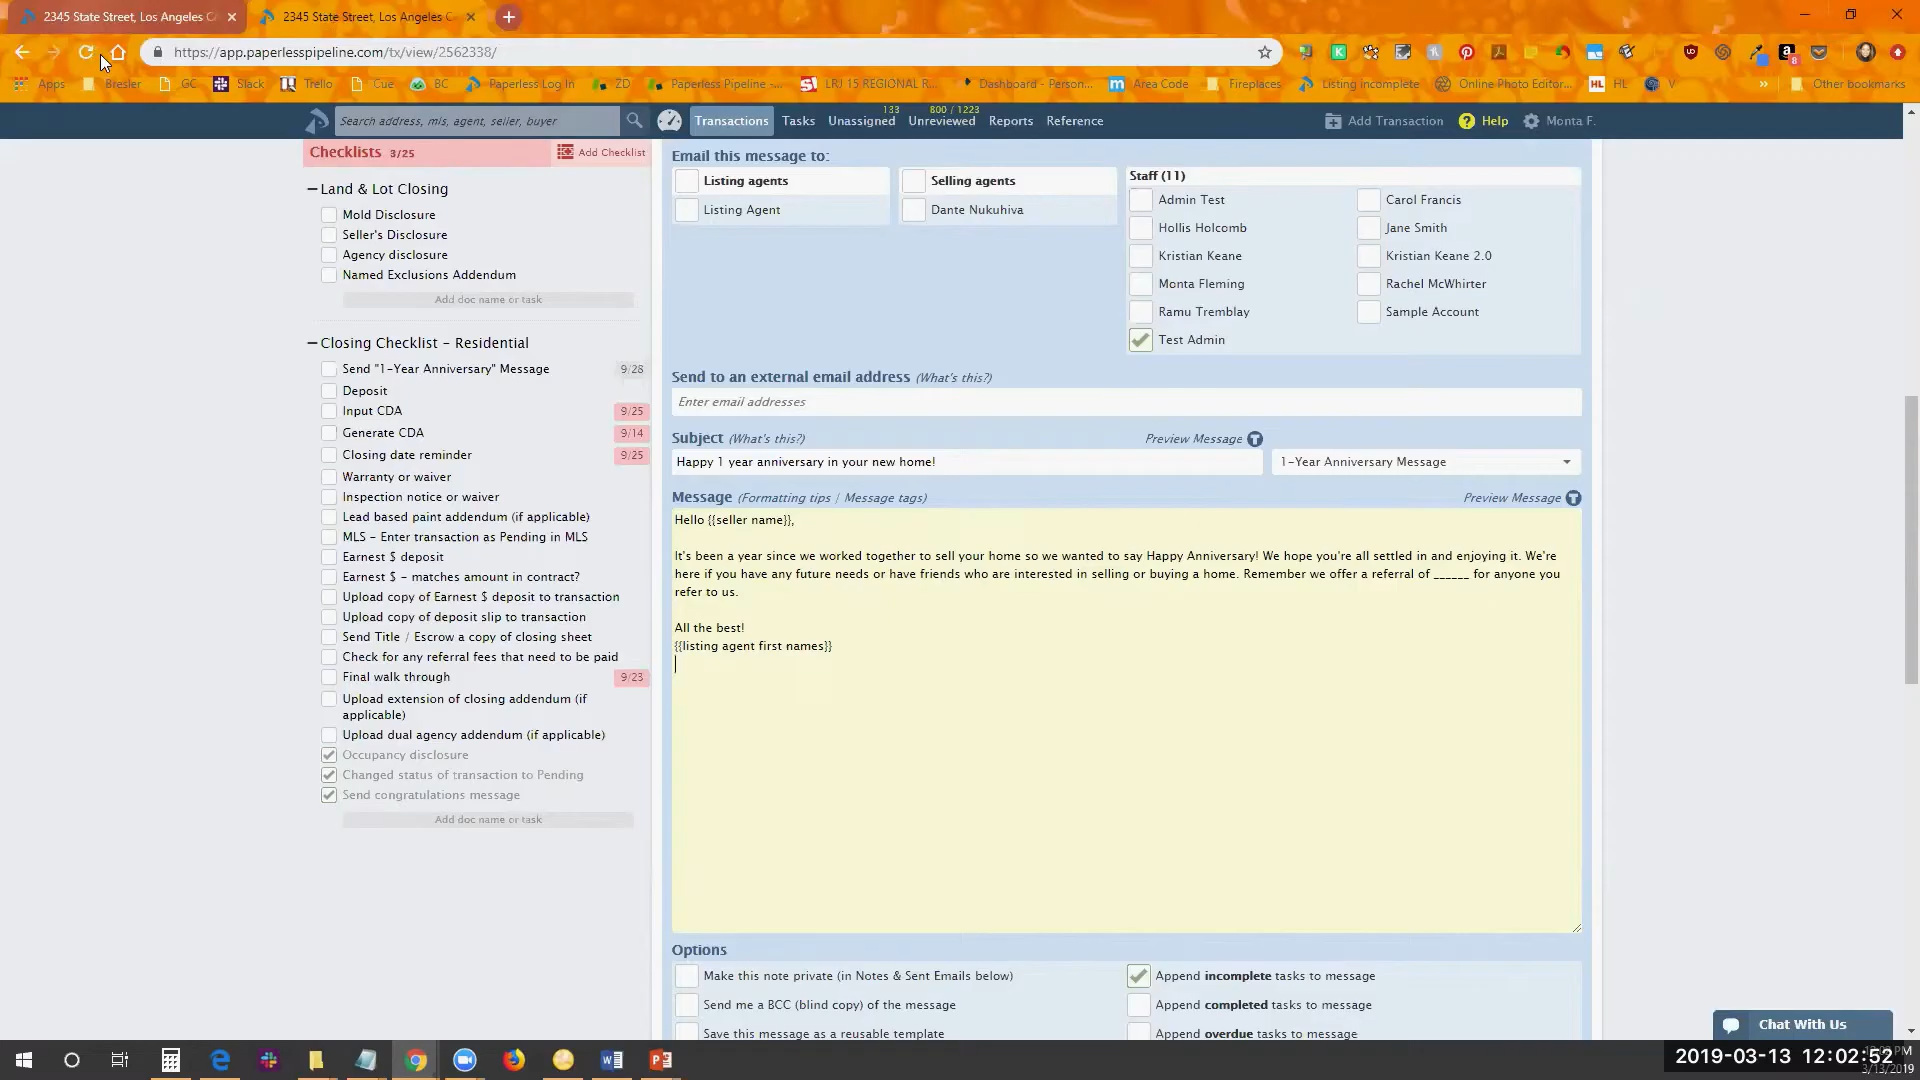 2345 State Street, Los Angeles C
2345 State Street, Los Angeles C
https://app.paperlesspipeline.com/tx/view/2562338/
Apps
Bresler
GC
Slack
Trello
Cue
BC
Paperless Log In
ZD
Paperless Pipeline -...
LRJ 15 REGIONAL R...
Dashboard - Person...
Area Code
Fireplaces
Listing incomplete
Online Photo Editor...
HL
V
»
Other bookmarks
Search address, mls, agent, seller, buyer
Transactions
Tasks
133
Unassigned
800 / 1223
Unreviewed
Reports
Reference
Add Transaction
Help
Monta F.
Checklists 3/25
Add Checklist
Land & Lot Closing
Mold Disclosure
Seller's Disclosure
Agency disclosure
Named Exclusions Addendum
Add doc name or task
Closing Checklist - Residential
Send "1-Year Anniversary" Message 9/28
Deposit
Input CDA 9/25
Generate CDA 9/14
Closing date reminder 9/25
Warranty or waiver
Inspection notice or waiver
Lead based paint addendum (if applicable)
MLS - Enter transaction as Pending in MLS
Earnest $ deposit
Earnest $ - matches amount in contract?
Upload copy of Earnest $ deposit to transaction
Upload copy of deposit slip to transaction
Send Title / Escrow a copy of closing sheet
Check for any referral fees that need to be paid
Final walk through 9/23
Upload extension of closing addendum (if
applicable)
Upload dual agency addendum (if applicable)
Occupancy disclosure
Changed status of transaction to Pending
Send congratulations message
Add doc name or task
Email this message to:
Listing agents
Listing Agent
Selling agents
Dante Nukuhiva
Staff (11)
Admin Test
Carol Francis
Hollis Holcomb
Jane Smith
Kristian Keane
Kristian Keane 2.0
Monta Fleming
Rachel McWhirter
Ramu Tremblay
Sample Account
Test Admin
Send to an external email address (What's this?)
Enter email addresses
Subject (What's this?)
Preview Message
Happy 1 year anniversary in your new home!
1-Year Anniversary Message
Message (Formatting tips / Message tags)
Preview Message
Hello {{seller name}},
It's been a year since we worked together to sell your home so we wanted to say Happy Anniversary! We hope you're all settled in and enjoying it. We're
here if you have any future needs or have friends who are interested in selling or buying a home. Remember we offer a referral of ______ for anyone you
refer to us.
All the best!
{{listing agent first names}}
Options
Make this note private (in Notes & Sent Emails below)
Append incomplete tasks to message
Send me a BCC (blind copy) of the message
Append completed tasks to message
Save this message as a reusable template
Append overdue tasks to message
Chat With Us
2019-03-13 12:02:52
3/13/2019